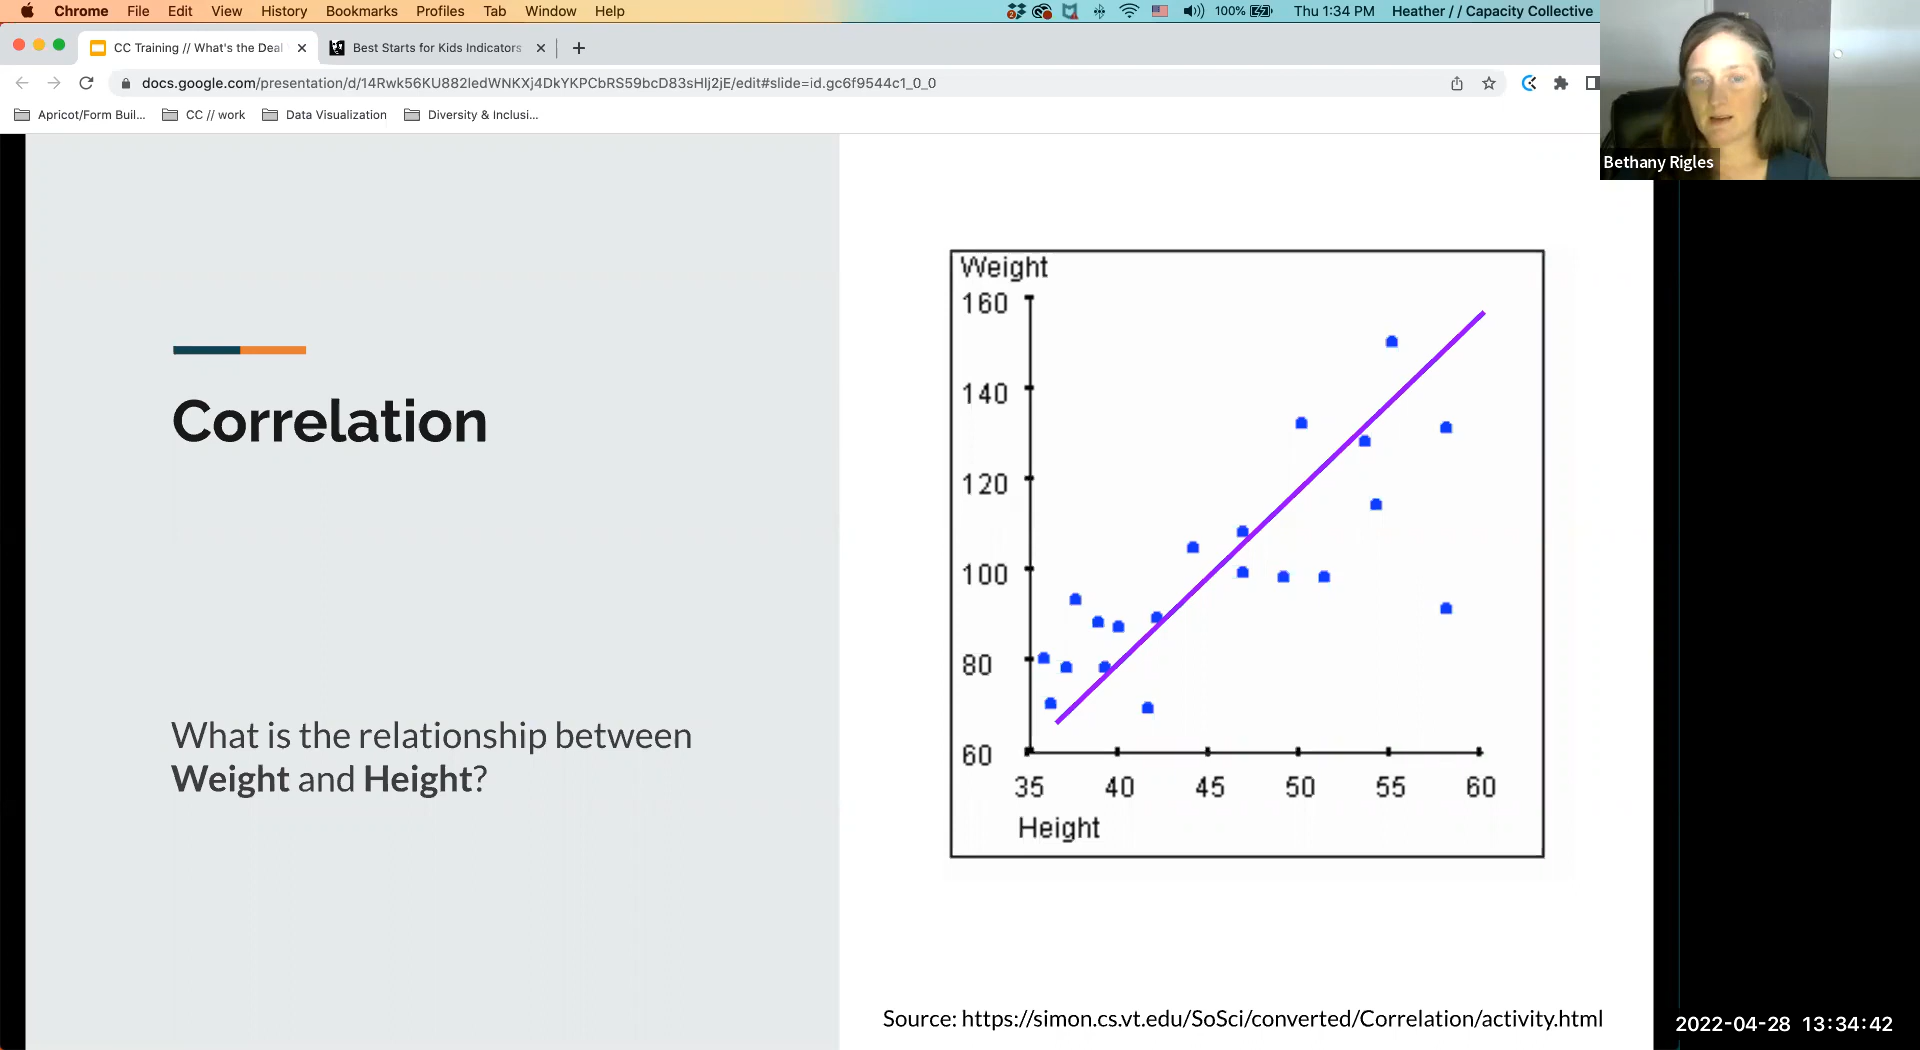 Chrome File Edit View History Bookmarks Profiles Tab Window Help 100% Thu 1:34 PM Heather // Capacity Collective
CC Training // What's the Deal Best Starts for Kids Indicators
docs.google.com/presentation/d/14Rwk56KU882ledWNKXj4DkYKPCbRS59bcD83sHlj2jE/edit#slide=id.gc6f9544c1_0_0
Apricot/Form Buil... CC // work Data Visualization Diversity & Inclusi...
Bethany Rigles
Correlation
What is the relationship between
Weight and Height?
Weight
160
140
120
100
80
60
35 40 45 50 55 60
Height
Source: https://simon.cs.vt.edu/SoSci/converted/Correlation/activity.html
2022-04-28 13:34:42